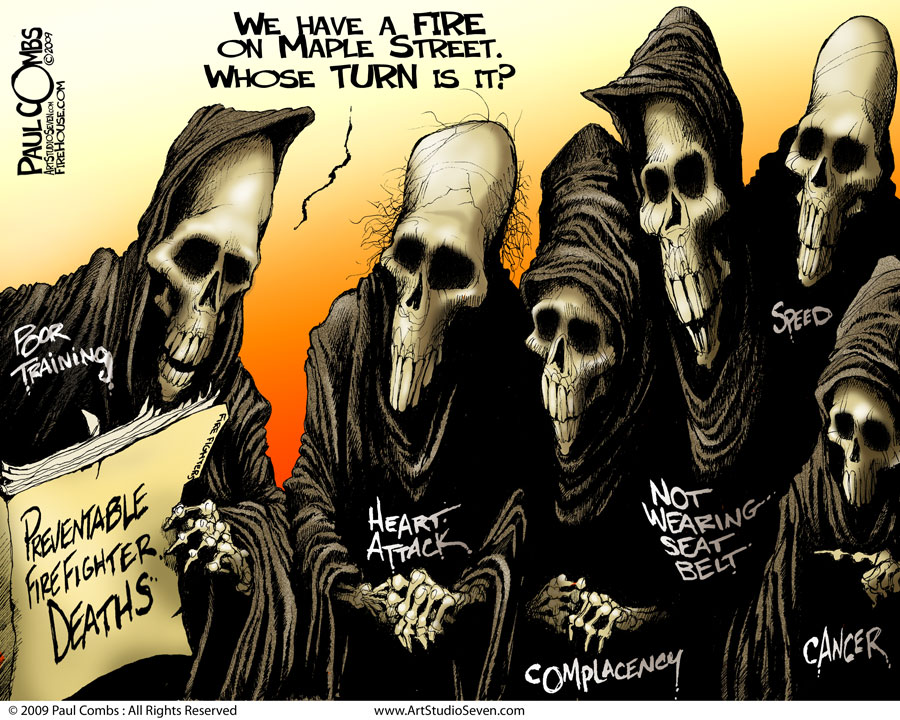 PAUL COMBS
©2009
ARTSTUDIOSEVEN.COM
FIREHOUSE.COM
WE HAVE A FIRE
ON MAPLE STREET.
WHOSE TURN IS IT?
POOR
TRAINING
FIRE FIGHTERS
PREVENTABLE
FIREFIGHTER
DEATHS
HEART
ATTACK
COMPLACENCY
NOT
WEARING
SEAT
BELT
SPEED
CANCER
© 2009 Paul Combs : All Rights Reserved
www.ArtStudioSeven.com